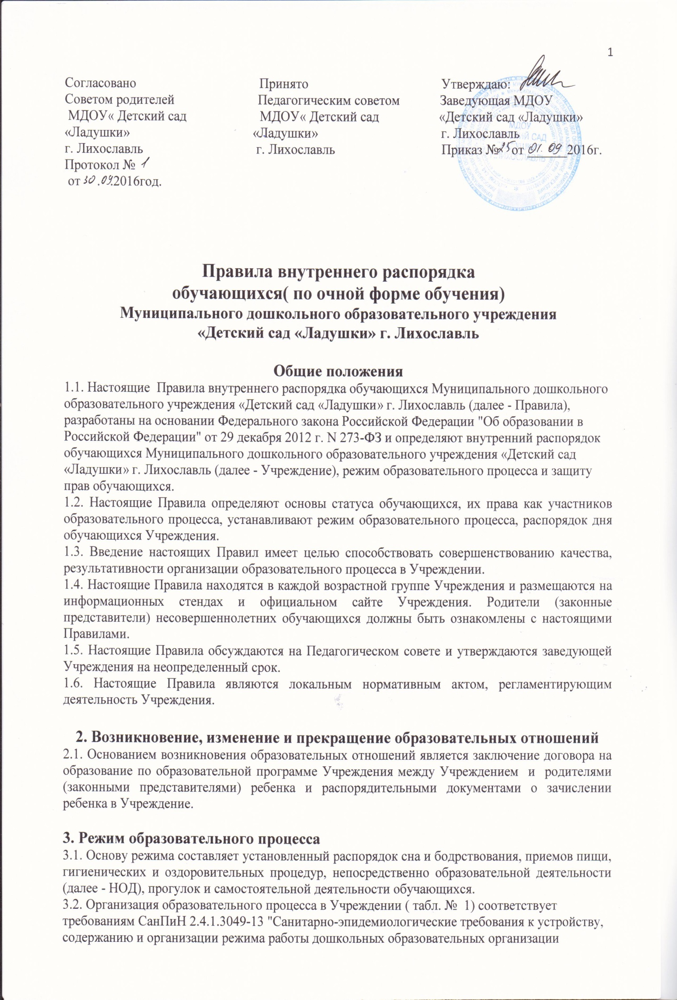 1
Согласовано
Советом родителей
МДОУ« Детский сад
«Ладушки»
г. Лихославль
Протокол № 1
от 30 .09.2016год.
Принято
Педагогическим советом
МДОУ« Детский сад
«Ладушки»
г. Лихославль
Утверждаю:
Заведующая МДОУ
«Детский сад «Ладушки»
г. Лихославль
Приказ №25 от 01. 09 2016г.
Правила внутреннего распорядка
обучающихся( по очной форме обучения)
Муниципального дошкольного образовательного учреждения
«Детский сад «Ладушки» г. Лихославль
Общие положения
1.1. Настоящие Правила внутреннего распорядка обучающихся Муниципального дошкольного
образовательного учреждения «Детский сад «Ладушки» г. Лихославль (далее - Правила),
разработаны на основании Федерального закона Российской Федерации "Об образовании в
Российской Федерации" от 29 декабря 2012 г. N 273-ФЗ и определяют внутренний распорядок
обучающихся Муниципального дошкольного образовательного учреждения «Детский сад
«Ладушки» г. Лихославль (далее - Учреждение), режим образовательного процесса и защиту
прав обучающихся.
1.2. Настоящие Правила определяют основы статуса обучающихся, их права как участников
образовательного процесса, устанавливают режим образовательного процесса, распорядок дня
обучающихся Учреждения.
1.3. Введение настоящих Правил имеет целью способствовать совершенствованию качества,
результативности организации образовательного процесса в Учреждении.
1.4. Настоящие Правила находятся в каждой возрастной группе Учреждения и размещаются на
информационных стендах и официальном сайте Учреждения. Родители (законные
представители) несовершеннолетних обучающихся должны быть ознакомлены с настоящими
Правилами.
1.5. Настоящие Правила обсуждаются на Педагогическом совете и утверждаются заведующей
Учреждения на неопределенный срок.
1.6. Настоящие Правила являются локальным нормативным актом, регламентирующим
деятельность Учреждения.
2. Возникновение, изменение и прекращение образовательных отношений
2.1. Основанием возникновения образовательных отношений является заключение договора на
образование по образовательной программе Учреждения между Учреждением и родителями
(законными представителями) ребенка и распорядительными документами о зачислении
ребенка в Учреждение.
3. Режим образовательного процесса
3.1. Основу режима составляет установленный распорядок сна и бодрствования, приемов пищи,
гигиенических и оздоровительных процедур, непосредственно образовательной деятельности
(далее - НОД), прогулок и самостоятельной деятельности обучающихся.
3.2. Организация образовательного процесса в Учреждении ( табл. № 1) соответствует
требованиям СанПиН 2.4.1.3049-13 "Санитарно-эпидемиологические требования к устройству,
содержанию и организации режима работы дошкольных образовательных организации